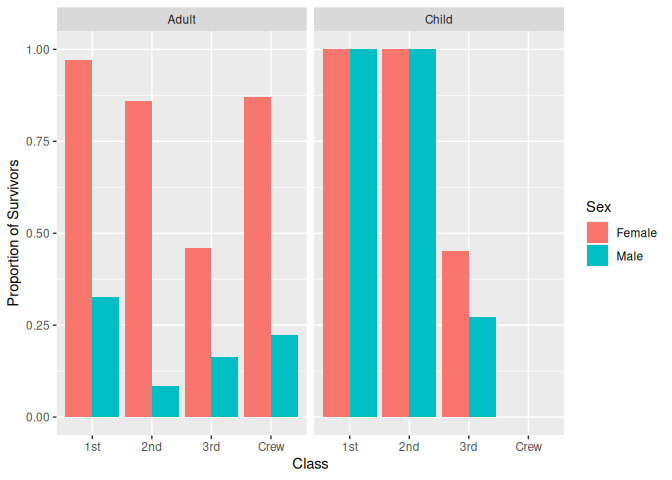 Adult
Child
Proportion of Survivors
1.00
0.75
0.50
0.25
0.00
1st 2nd 3rd Crew
1st 2nd 3rd Crew
Class
Sex
Female
Male